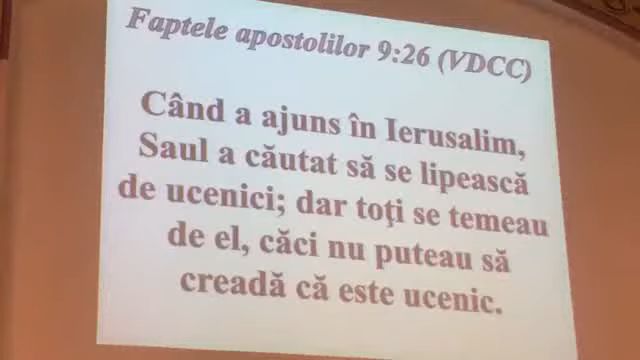 Faptele apostolilor 9:26 (VDCC)
Când a ajuns în Ierusalim,
Saul a căutat să se lipească
de ucenici; dar toţi se temeau
de el, căci nu puteau să
creadă că este ucenic.